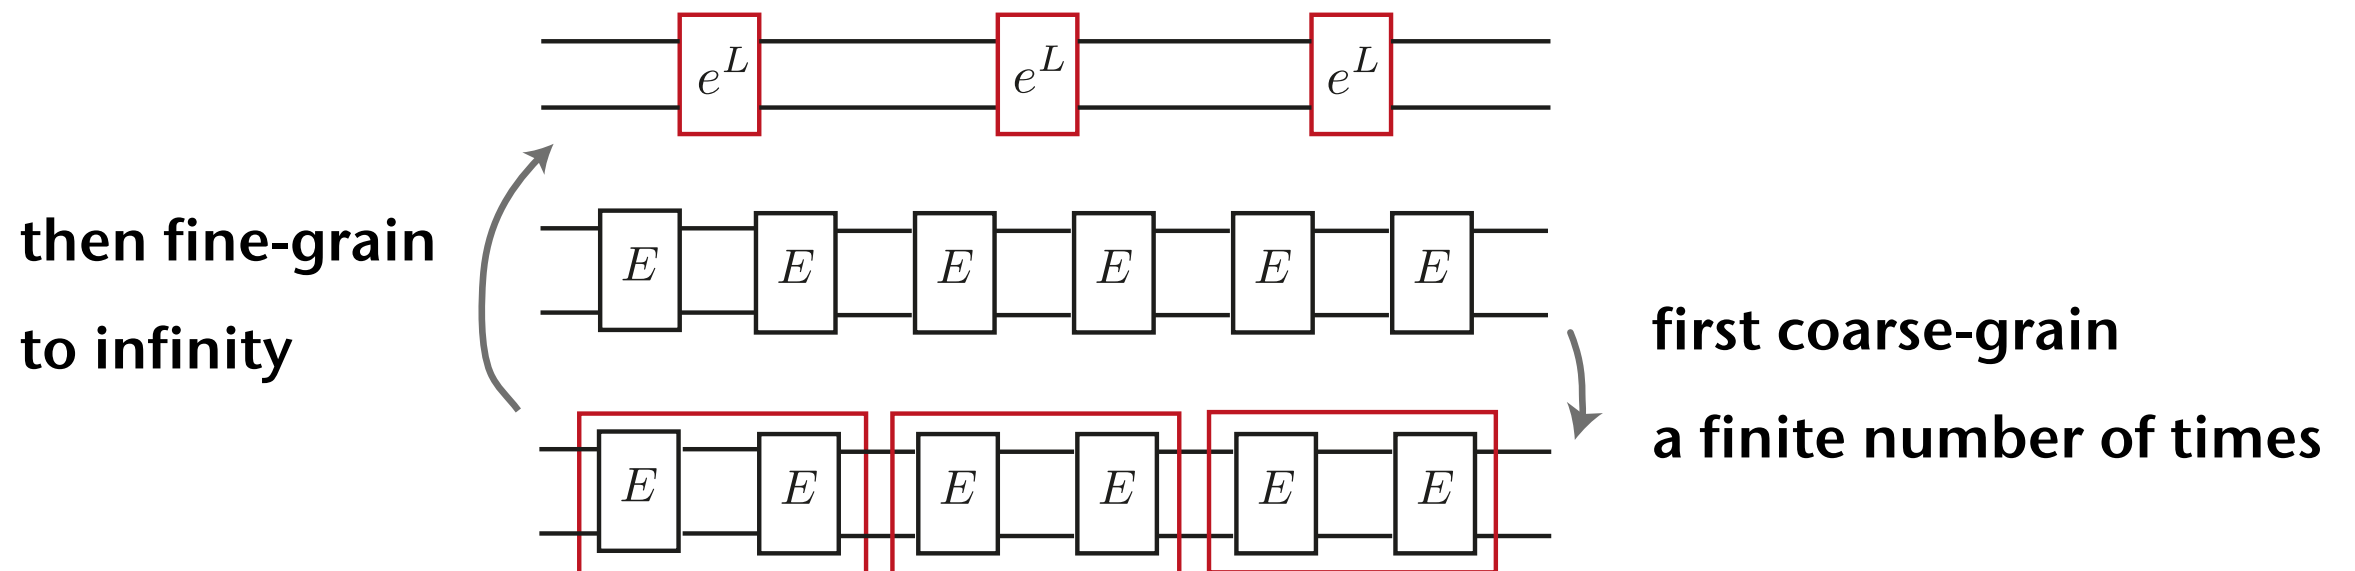 e^L e^L e^L
then fine-grain
to infinity
E E E E E E
first coarse-grain
a finite number of times
E E E E E E